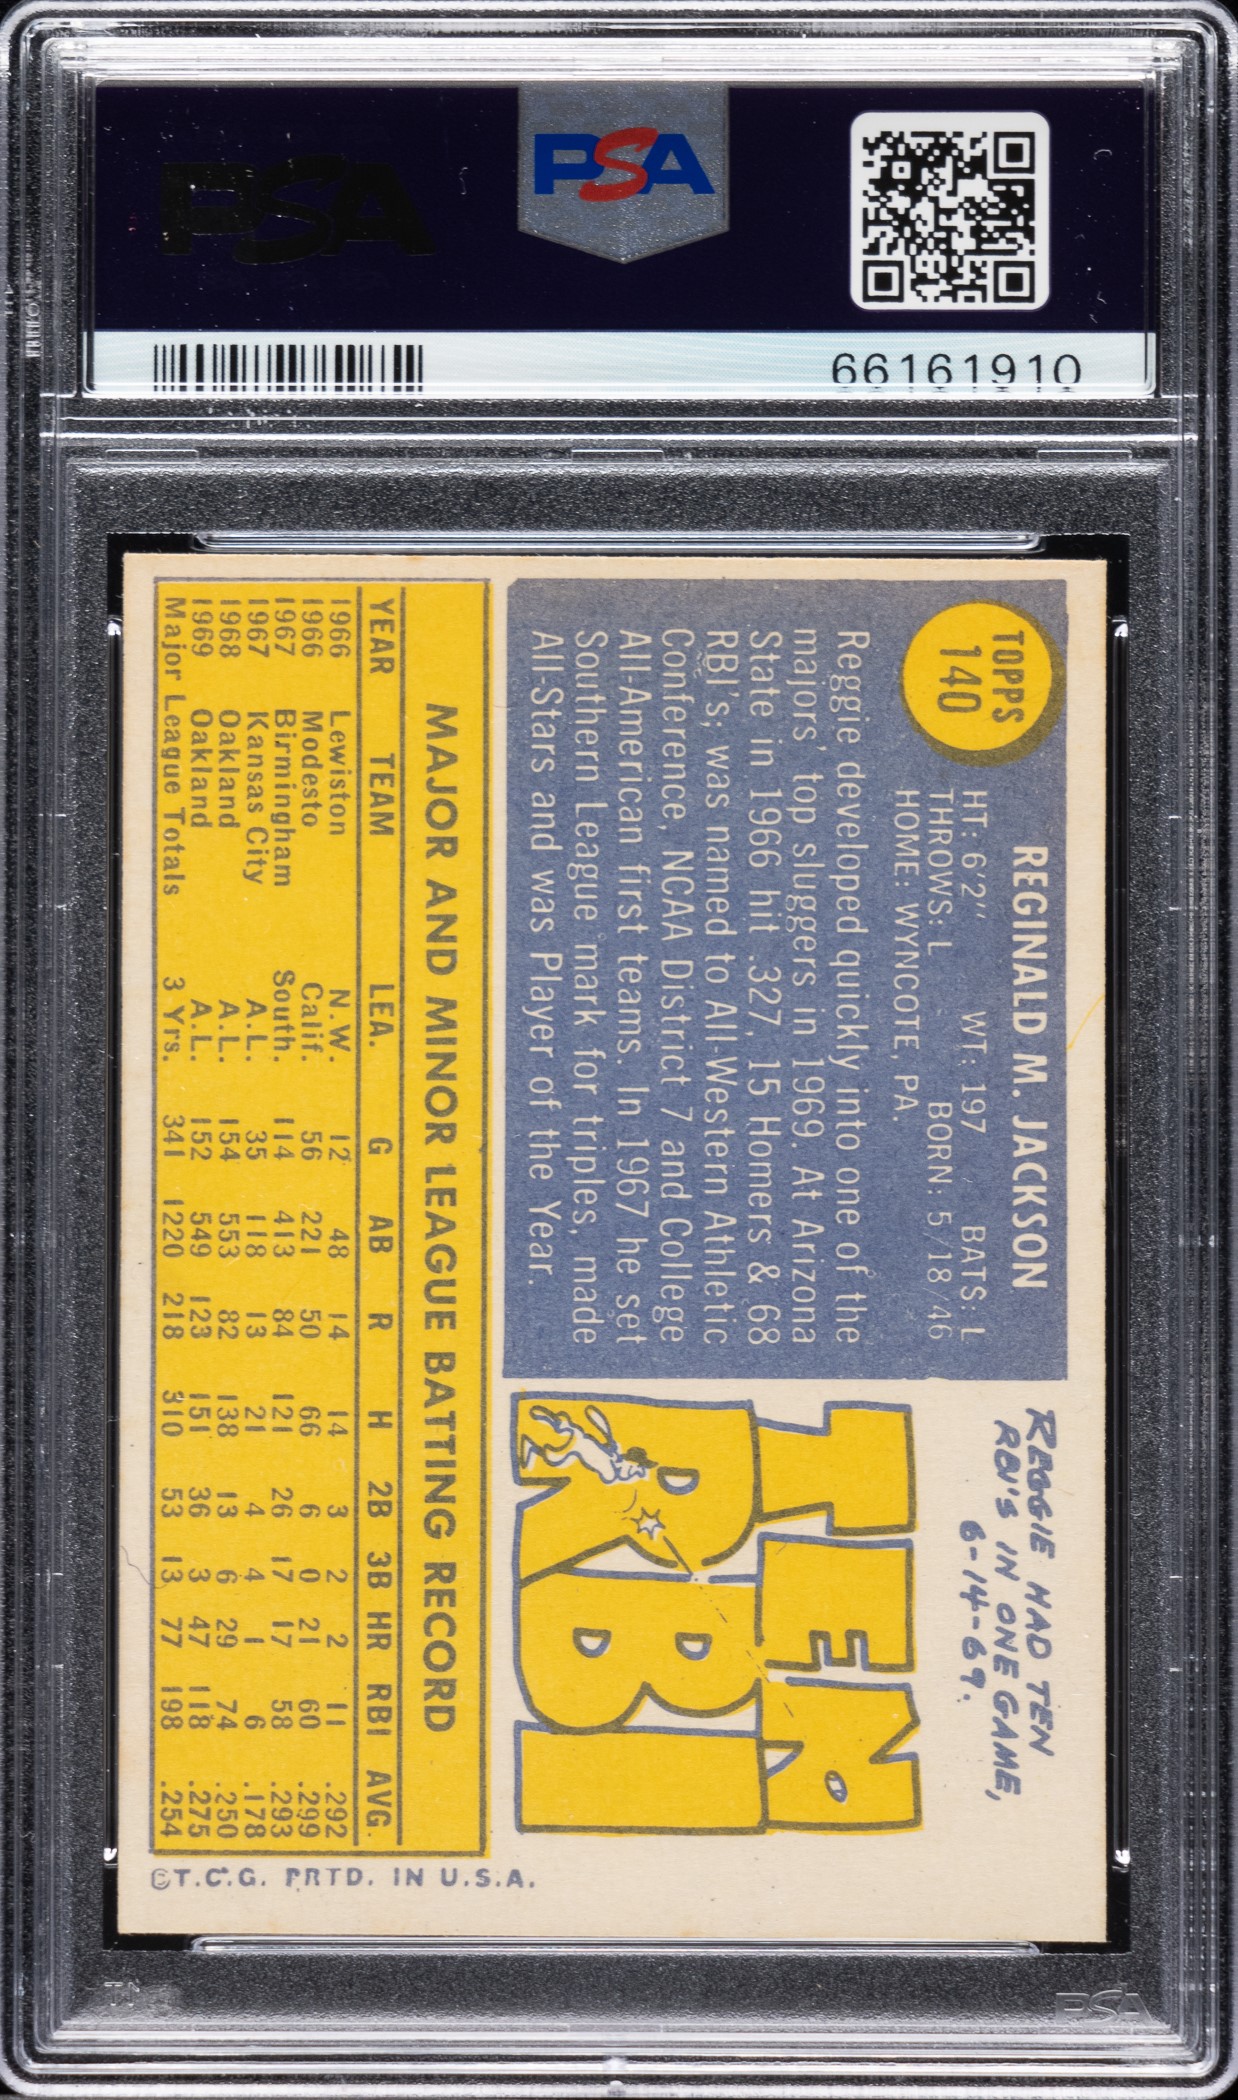 PSA
PSA
66161910
TOPPS
140
REGINALD M. JACKSON
HT: 6'2" WT: 197 BATS: L
THROWS: L BORN: 5/18/46
HOME: WYNCOTE, PA.
Reggie developed quickly into one of the
majors' top sluggers in 1969. At Arizona
State in 1966 hit .327, 15 Homers & 68
RBI's; was named to All-Western Athletic
Conference, NCAA District 7 and College
All-American first teams. In 1967 he set
Southern League mark for triples, made
All-Stars and was Player of the Year.
REGGIE HAD TEN
RBI'S IN ONE GAME,
6-14-69.
TEN
RBI
MAJOR AND MINOR LEAGUE BATTING RECORD
YEAR TEAM LEA. G AB R H 2B 3B HR RBI AVG.
1966 Lewiston N.W. 12 48 14 14 3 2 2 11 .292
1966 Modesto Calif. 56 221 50 66 6 0 21 60 .299
1967 Birmingham South. 114 413 84 121 26 17 17 58 .293
1967 Kansas City A.L. 35 118 13 21 4 4 1 6 .178
1968 Oakland A.L. 154 553 82 138 13 6 29 74 .250
1969 Oakland A.L. 152 549 123 151 36 3 47 118 .275
Major League Totals 3 Yrs. 341 1220 218 310 53 13 77 198 .254
©T.C.G. PRTD. IN U.S.A.
PSA